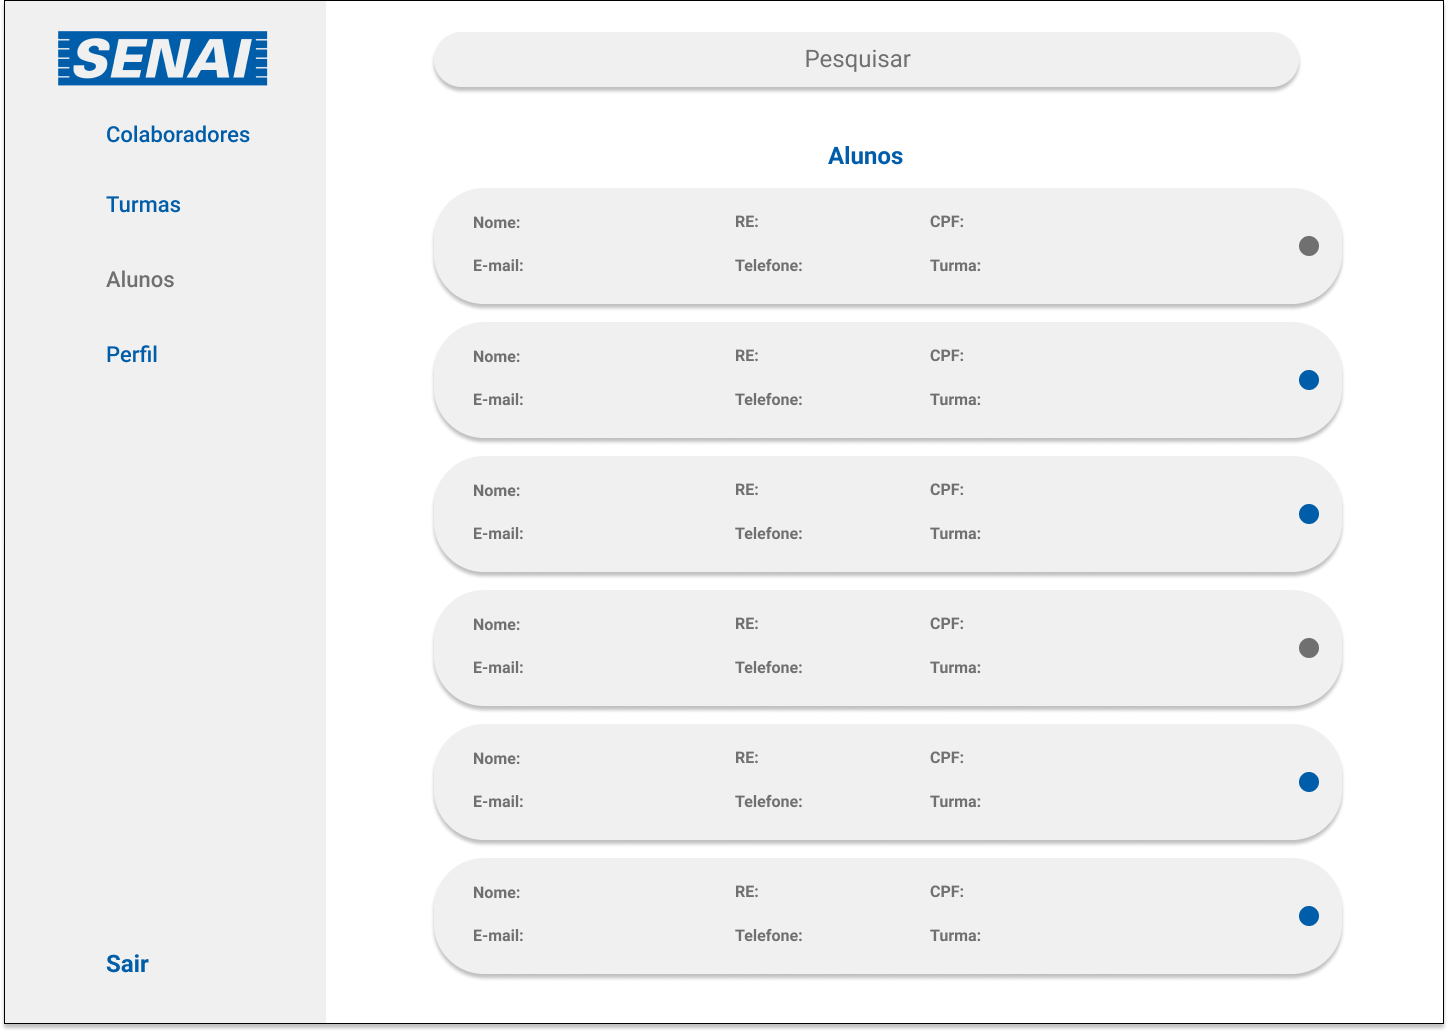 SENAI
Colaboradores
Turmas
Alunos
Perfil
Sair
Pesquisar
Alunos
Nome: RE: CPF:
E-mail: Telefone: Turma:
Nome: RE: CPF:
E-mail: Telefone: Turma:
Nome: RE: CPF:
E-mail: Telefone: Turma:
Nome: RE: CPF:
E-mail: Telefone: Turma:
Nome: RE: CPF:
E-mail: Telefone: Turma:
Nome: RE: CPF:
E-mail: Telefone: Turma: